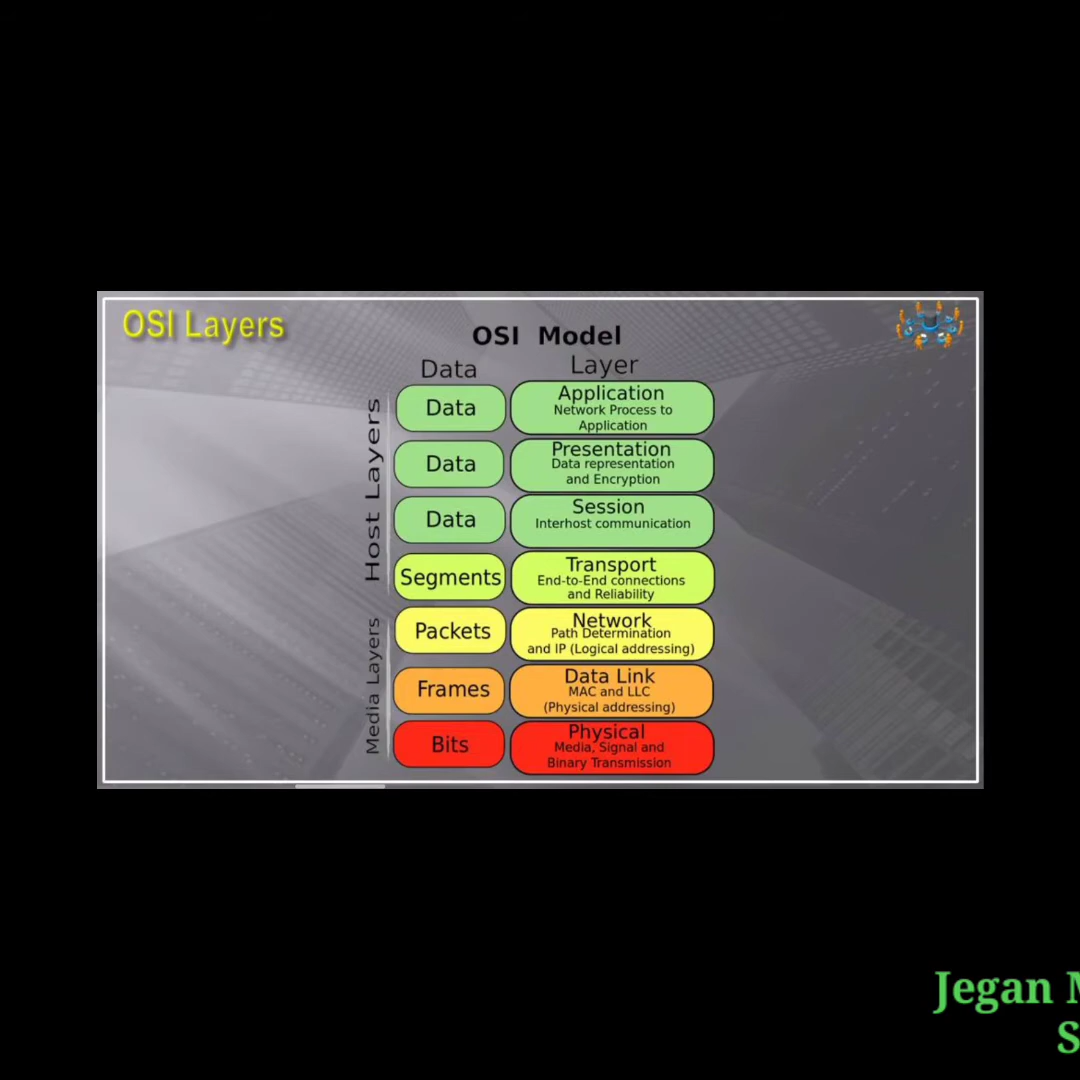 OSI Layers
OSI Model
Data
Layer
Host Layers
Data
Application
Network Process to
Application
Data
Presentation
Data representation
and Encryption
Data
Session
Interhost communication
Segments
Transport
End-to-End connections
and Reliability
Media Layers
Packets
Network
Path Determination
and IP (Logical addressing)
Frames
Data Link
MAC and LLC
(Physical addressing)
Bits
Physical
Media, Signal and
Binary Transmission
Jegan